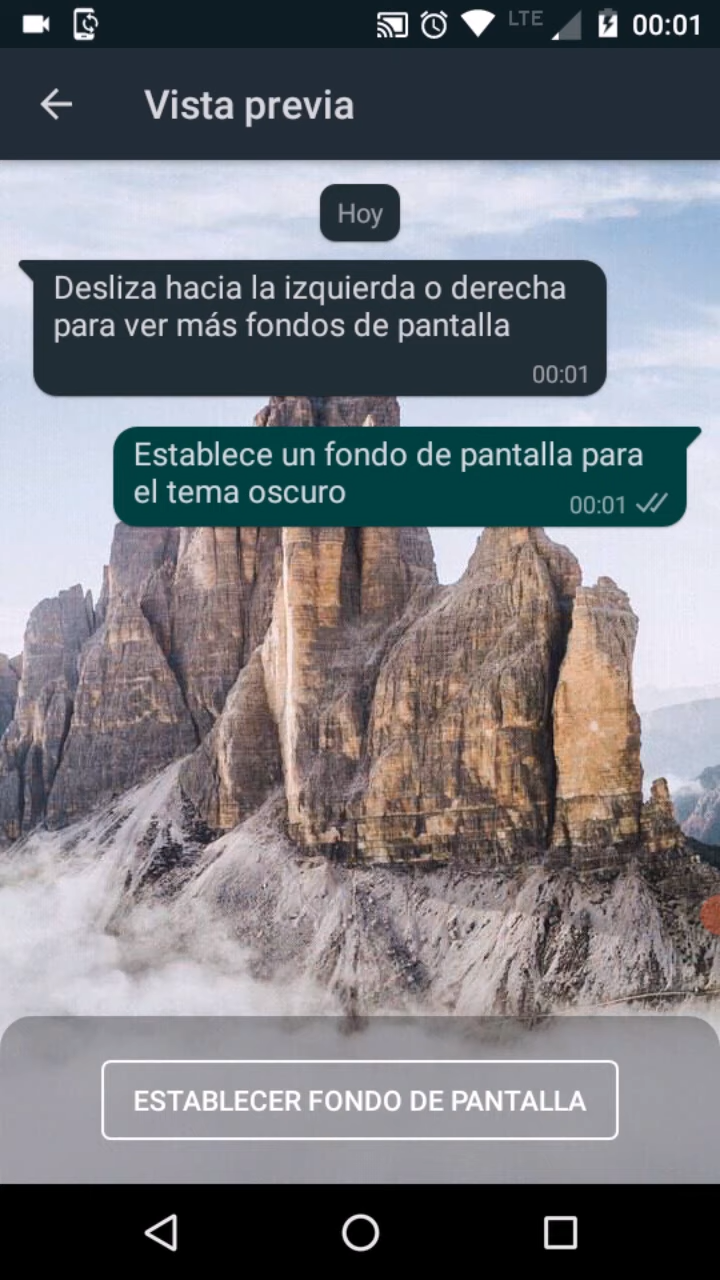 LTE 00:01
Vista previa
Hoy
Desliza hacia la izquierda o derecha
para ver más fondos de pantalla
00:01
Establece un fondo de pantalla para
el tema oscuro
00:01
ESTABLECER FONDO DE PANTALLA